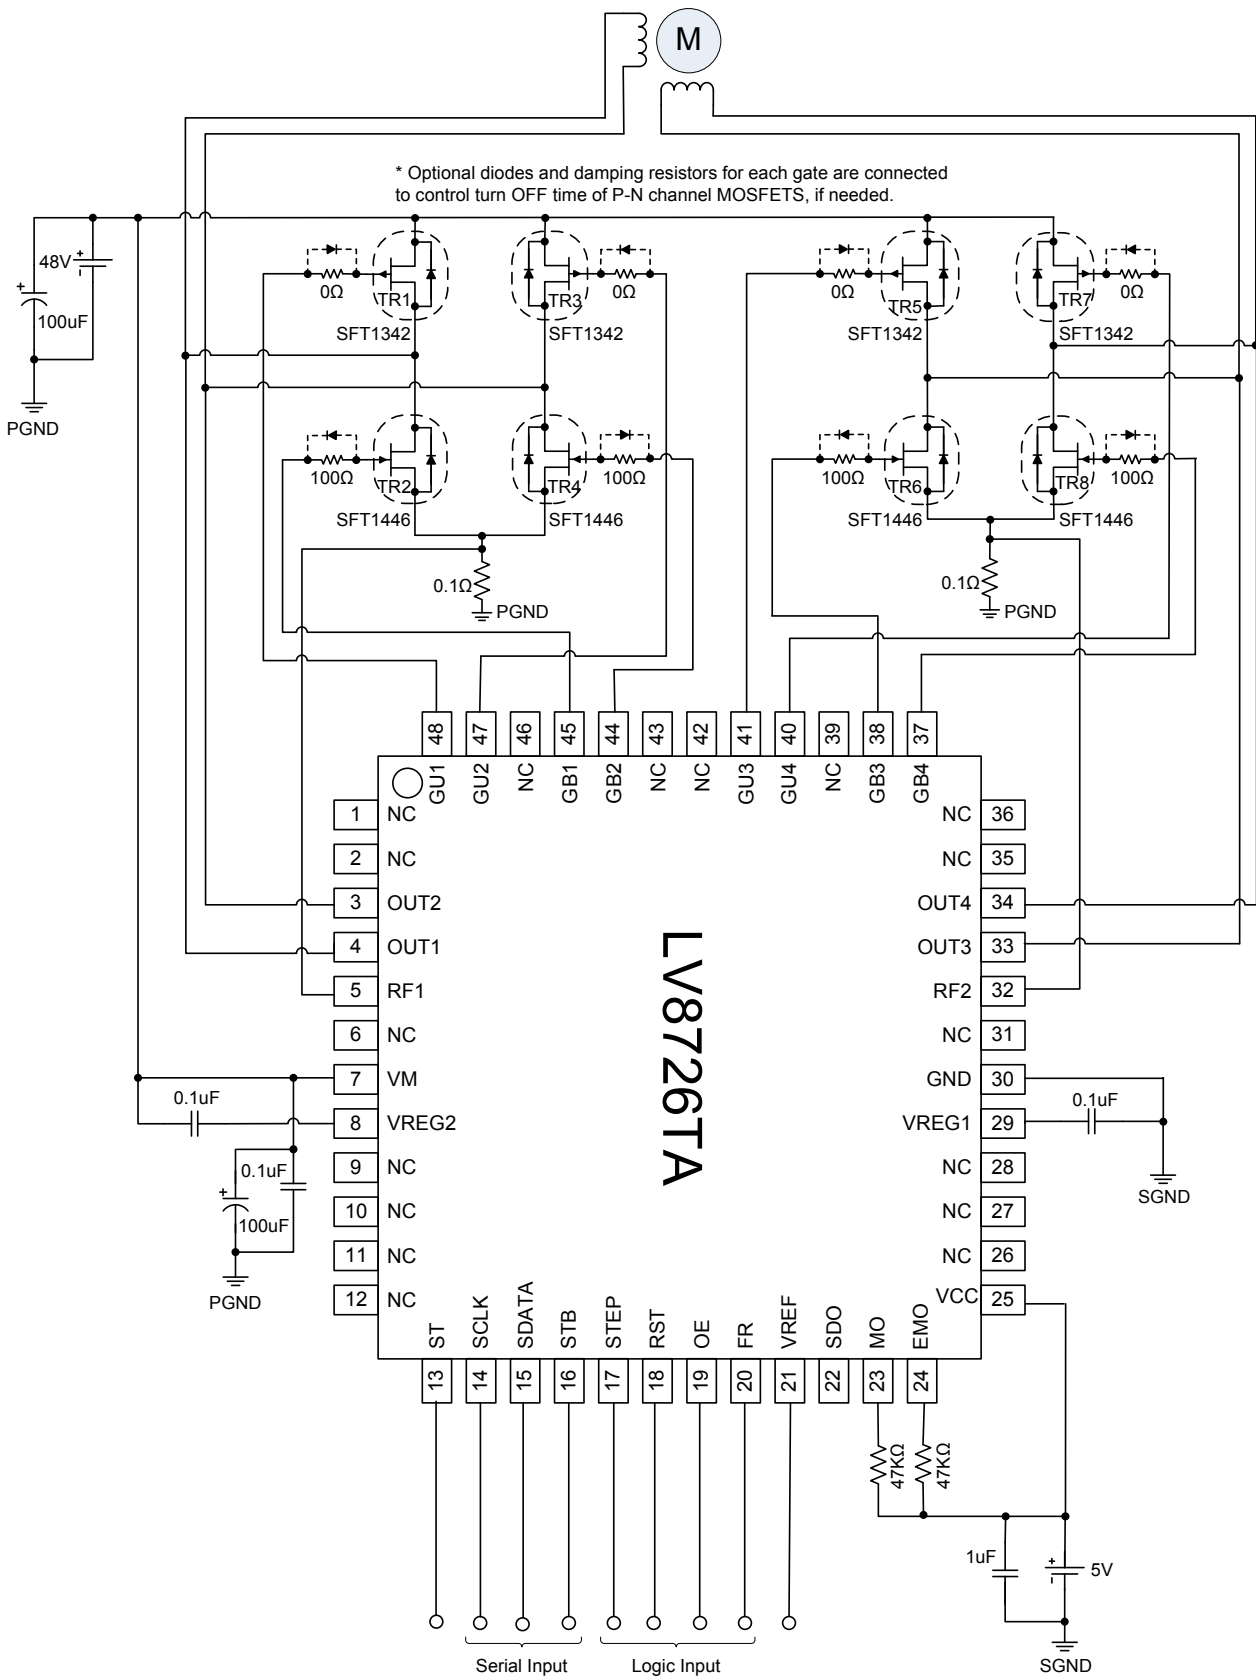 M
* Optional diodes and damping resistors for each gate are connected
to control turn OFF time of P-N channel MOSFETS, if needed.
48V
+
-
+
100uF
PGND
0Ω
TR1
SFT1342
TR3
0Ω
SFT1342
0Ω
TR5
SFT1342
TR7
0Ω
SFT1342
100Ω
TR2
SFT1446
TR4
100Ω
SFT1446
100Ω
TR6
SFT1446
TR8
100Ω
SFT1446
0.1Ω
PGND
0.1Ω
PGND
48
47
46
45
44
43
42
41
40
39
38
37
GU1
GU2
NC
GB1
GB2
NC
NC
GU3
GU4
NC
GB3
GB4
1 NC
2 NC
3 OUT2
4 OUT1
5 RF1
6 NC
7 VM
8 VREG2
9 NC
10 NC
11 NC
12 NC
LV8726TA
NC 36
NC 35
OUT4 34
OUT3 33
RF2 32
NC 31
GND 30
VREG1 29
NC 28
NC 27
NC 26
VCC 25
0.1uF
0.1uF
+
100uF
PGND
0.1uF
SGND
ST
SCLK
SDATA
STB
STEP
RST
OE
FR
VREF
SDO
MO
EMO
13
14
15
16
17
18
19
20
21
22
23
24
47KΩ
47KΩ
1uF
+
-
5V
SGND
Serial Input
Logic Input